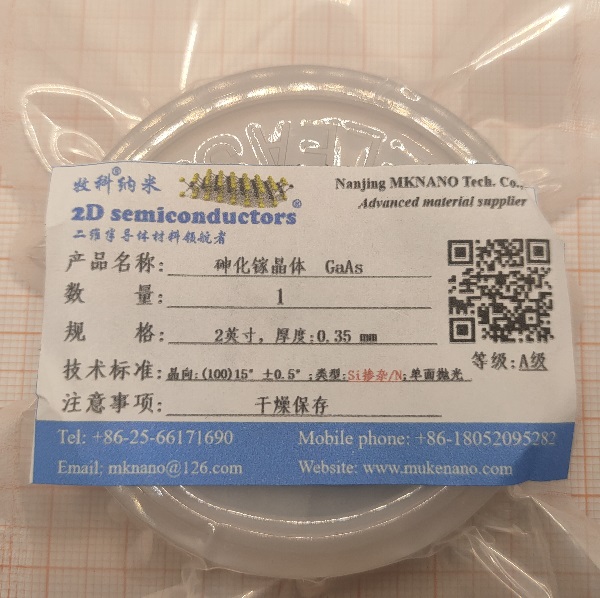 牧科®纳米
Nanjing MKNANO Tech. Co.,
2D semiconductors®
Advanced material supplier
二维半导体材料领航者
产品名称: 砷化镓晶体 GaAs
数 量: 1
规 格: 2英寸, 厚度:0.35 mm
等级:A级
技术标准: 晶向:(100)15° ±0.5° ;类型:Si掺杂/N;单面抛光
注意事项: 干燥保存
Tel: +86-25-66171690 Mobile phone: +86-18052095282
Email: mknano@126.com Website: www.mukenano.com